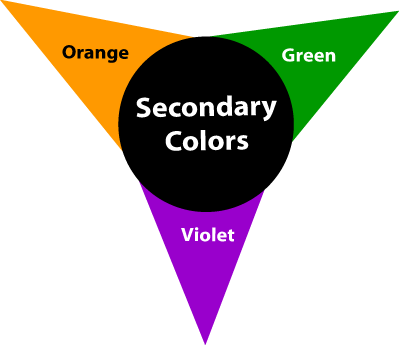 Orange
Green
Secondary
Colors
Violet